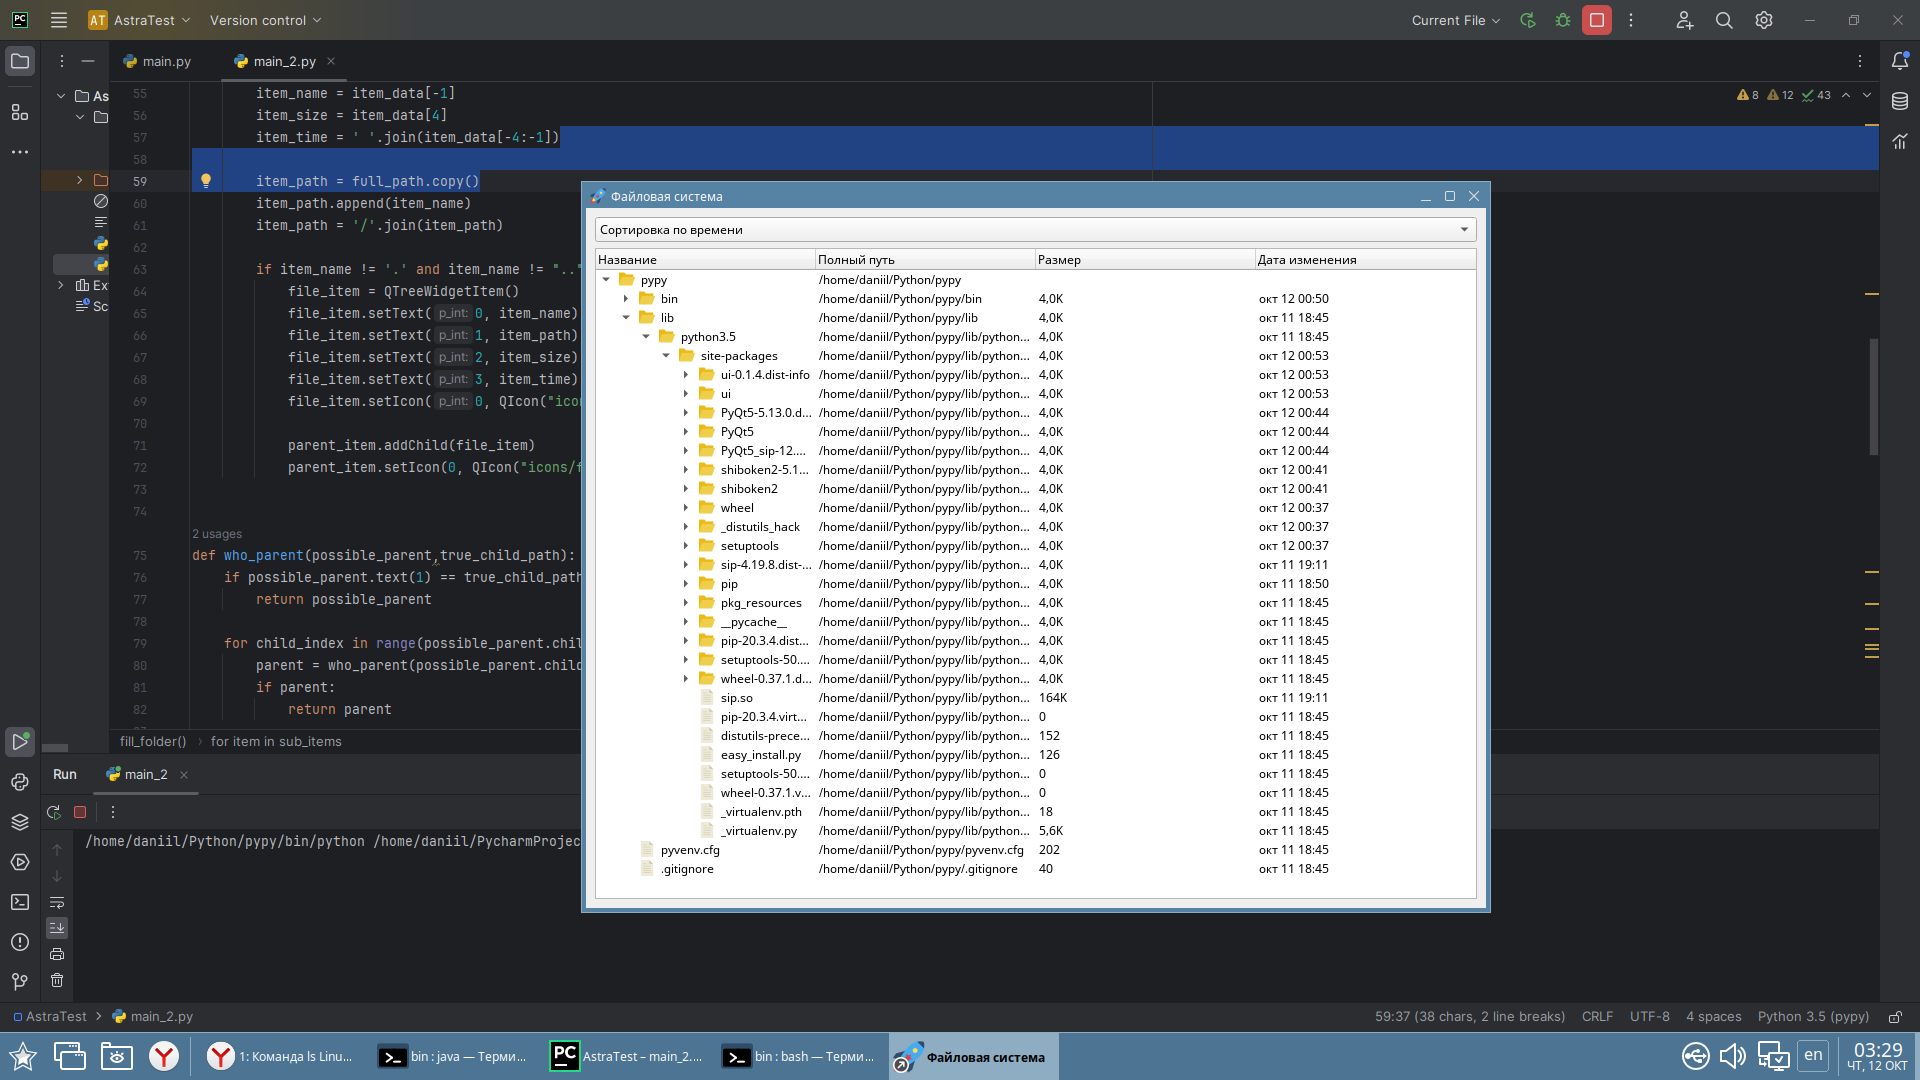 PC
AT AstraTest
Version control
Current File
main.py
main_2.py
As
Ex
Sc
8 12 43
55 item_name = item_data[-1]
56 item_size = item_data[4]
57 item_time = ' '.join(item_data[-4:-1])
58
59 item_path = full_path.copy()
60 item_path.append(item_name)
61 item_path = '/'.join(item_path)
62
63 if item_name != '.' and item_name != ".."
64 file_item = QTreeWidgetItem()
65 file_item.setText( p_int: 0, item_name)
66 file_item.setText( p_int: 1, item_path)
67 file_item.setText( p_int: 2, item_size)
68 file_item.setText( p_int: 3, item_time)
69 file_item.setIcon( p_int: 0, QIcon("ico
70
71 parent_item.addChild(file_item)
72 parent_item.setIcon(0, QIcon("icons/f
73
74
2 usages
75 def who_parent(possible_parent,true_child_path):
76 if possible_parent.text(1) == true_child_path
77 return possible_parent
78
79 for child_index in range(possible_parent.chil
80 parent = who_parent(possible_parent.child
81 if parent:
82 return parent
fill_folder() › for item in sub_items
Run main_2
/home/daniil/Python/pypy/bin/python /home/daniil/PycharmProjec
Файловая система
Сортировка по времени
Название Полный путь Размер Дата изменения
pypy /home/daniil/Python/pypy
bin /home/daniil/Python/pypy/bin 4,0K окт 12 00:50
lib /home/daniil/Python/pypy/lib 4,0K окт 11 18:45
python3.5 /home/daniil/Python/pypy/lib/python... 4,0K окт 11 18:45
site-packages /home/daniil/Python/pypy/lib/python... 4,0K окт 12 00:53
ui-0.1.4.dist-info /home/daniil/Python/pypy/lib/python... 4,0K окт 12 00:53
ui /home/daniil/Python/pypy/lib/python... 4,0K окт 12 00:53
PyQt5-5.13.0.d... /home/daniil/Python/pypy/lib/python... 4,0K окт 12 00:44
PyQt5 /home/daniil/Python/pypy/lib/python... 4,0K окт 12 00:44
PyQt5_sip-12.... /home/daniil/Python/pypy/lib/python... 4,0K окт 12 00:44
shiboken2-5.1... /home/daniil/Python/pypy/lib/python... 4,0K окт 12 00:41
shiboken2 /home/daniil/Python/pypy/lib/python... 4,0K окт 12 00:41
wheel /home/daniil/Python/pypy/lib/python... 4,0K окт 12 00:37
_distutils_hack /home/daniil/Python/pypy/lib/python... 4,0K окт 12 00:37
setuptools /home/daniil/Python/pypy/lib/python... 4,0K окт 12 00:37
sip-4.19.8.dist-... /home/daniil/Python/pypy/lib/python... 4,0K окт 11 19:11
pip /home/daniil/Python/pypy/lib/python... 4,0K окт 11 18:50
pkg_resources /home/daniil/Python/pypy/lib/python... 4,0K окт 11 18:45
__pycache__ /home/daniil/Python/pypy/lib/python... 4,0K окт 11 18:45
pip-20.3.4.dist... /home/daniil/Python/pypy/lib/python... 4,0K окт 11 18:45
setuptools-50.... /home/daniil/Python/pypy/lib/python... 4,0K окт 11 18:45
wheel-0.37.1.d... /home/daniil/Python/pypy/lib/python... 4,0K окт 11 18:45
sip.so /home/daniil/Python/pypy/lib/python... 164K окт 11 19:11
pip-20.3.4.virt... /home/daniil/Python/pypy/lib/python... 0 окт 11 18:45
distutils-prece... /home/daniil/Python/pypy/lib/python... 152 окт 11 18:45
easy_install.py /home/daniil/Python/pypy/lib/python... 126 окт 11 18:45
setuptools-50.... /home/daniil/Python/pypy/lib/python... 0 окт 11 18:45
wheel-0.37.1.v... /home/daniil/Python/pypy/lib/python... 0 окт 11 18:45
_virtualenv.pth /home/daniil/Python/pypy/lib/python... 18 окт 11 18:45
_virtualenv.py /home/daniil/Python/pypy/lib/python... 5,6K окт 11 18:45
pyvenv.cfg /home/daniil/Python/pypy/pyvenv.cfg 202 окт 11 18:45
.gitignore /home/daniil/Python/pypy/.gitignore 40 окт 11 18:45
AstraTest › main_2.py
59:37 (38 chars, 2 line breaks) CRLF UTF-8 4 spaces Python 3.5 (pypy)
1: Команда ls Linu...
bin : java — Терми...
PC AstraTest – main_2....
bin : bash — Терми...
Файловая система
en
03:29
ЧТ, 12 ОКТ